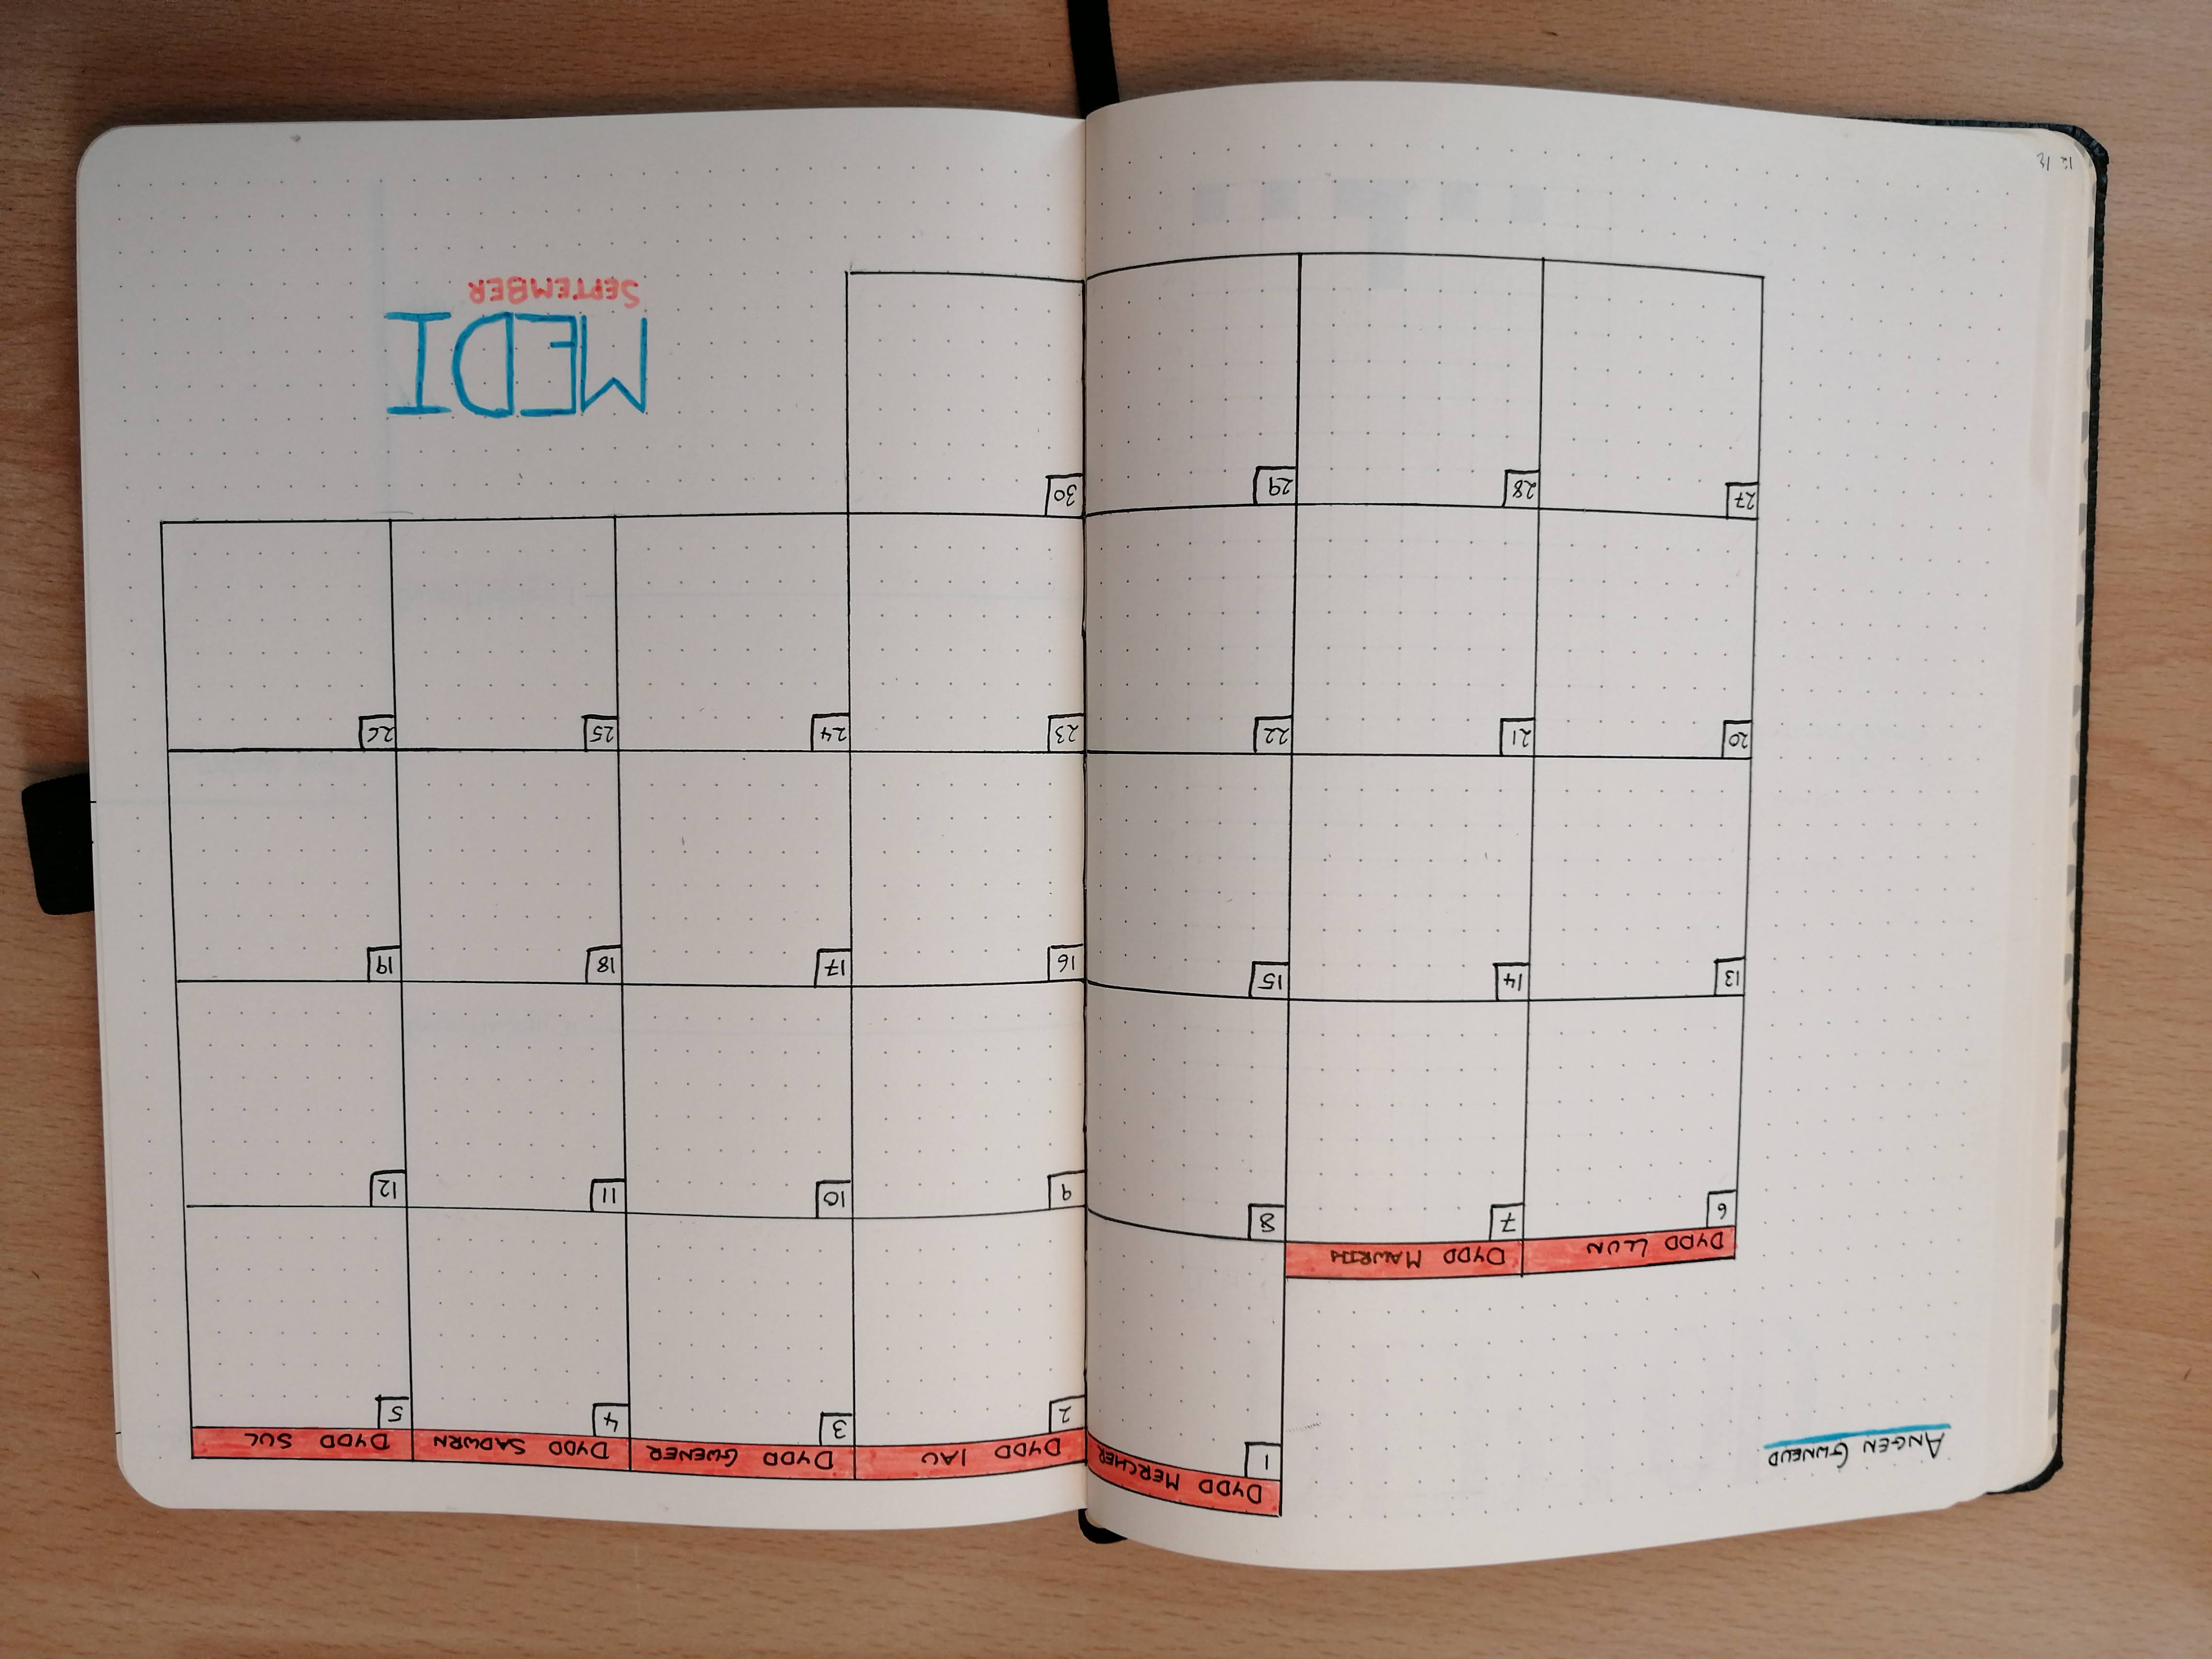 ANGEN GWNEUD
DYDD MERCHER DYDD IAU DYDD GWENER DYDD SADWRN DYDD SUL
1 2 3 4 5
DYDD LLUN DYDD MAWRTH
6 7 8 9 10 11 12
13 14 15 16 17 18 19
20 21 22 23 24 25 26
27 28 29 30
MEDI
SEPTEMBER